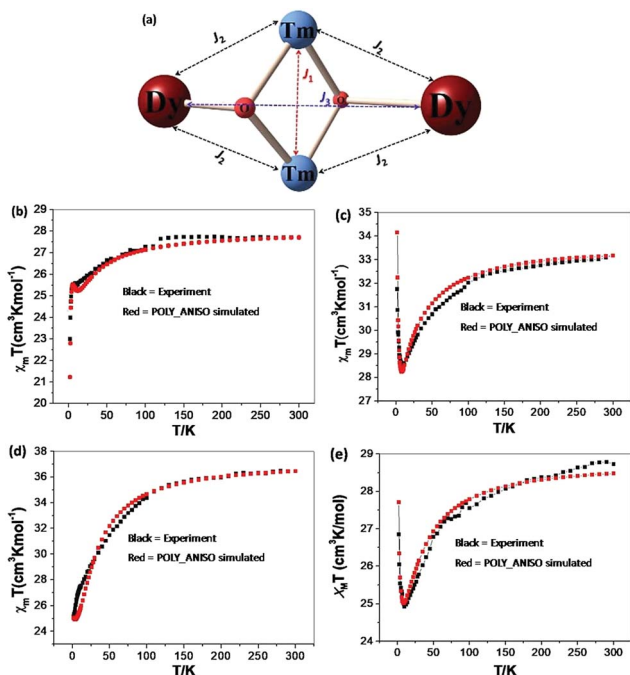 (a)
Tm
J2
J2
J1
Dy
O
J3
O
Dy
J2
J2
Tm
(b)
28
27
26
25
24
23
22
21
20
χmT(cm³Kmol⁻¹)
Black = Experiment
Red = POLY_ANISO simulated
0 50 100 150 200 250 300
T/K
(c)
35
34
33
32
31
30
29
28
27
χmT(cm³Kmol⁻¹)
Black = Experiment
Red = POLY_ANISO simulated
0 50 100 150 200 250 300
T/K
(d)
38
36
34
32
30
28
26
24
χmT(cm³Kmol⁻¹)
Black = Experiment
Red = POLY_ANISO simulated
0 50 100 150 200 250 300
T/K
(e)
29
28
27
26
25
24
χMT (cm³K/mol)
Black = Experiment
Red = POLY_ANISO simulated
0 50 100 150 200 250 300
T/K